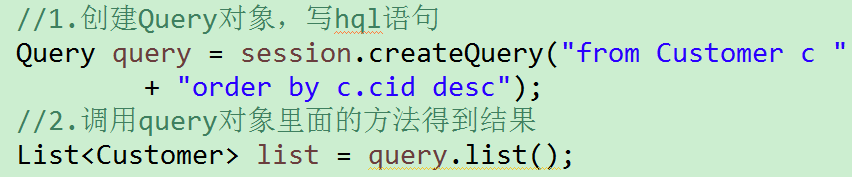 //1.创建Query对象，写hql语句
Query query = session.createQuery("from Customer c "
+ "order by c.cid desc");
//2.调用query对象里面的方法得到结果
List<Customer> list = query.list();